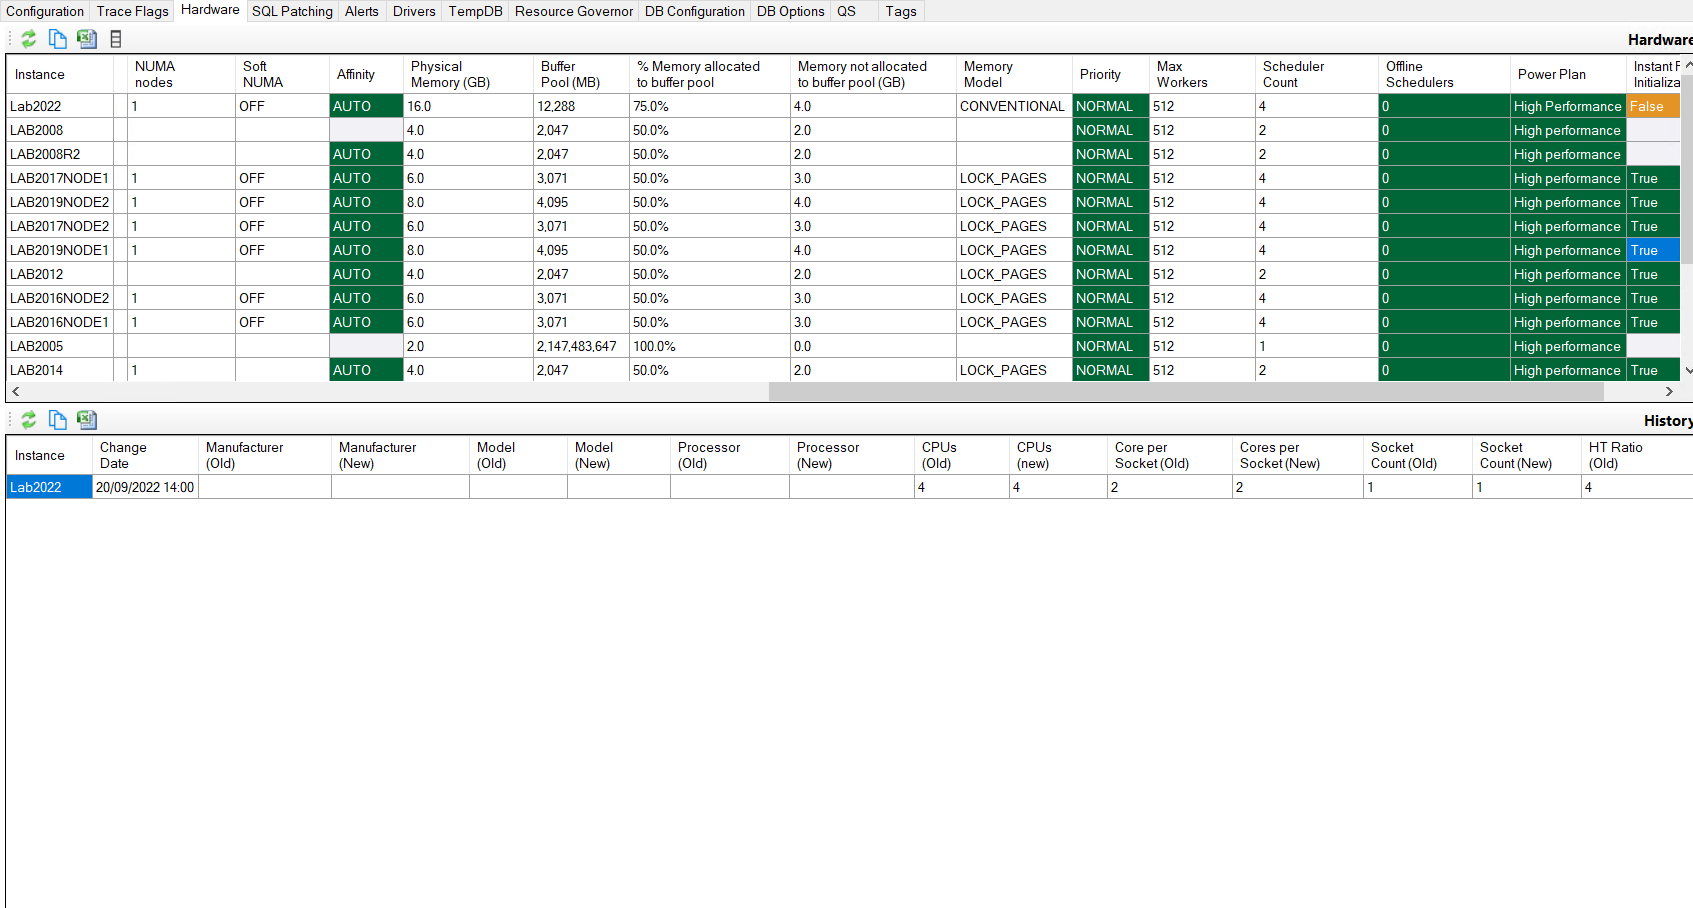 Configuration Trace Flags Hardware SQL Patching Alerts Drivers TempDB Resource Governor DB Configuration DB Options QS Tags
Hardware
Instance NUMA nodes Soft NUMA Affinity Physical Memory (GB) Buffer Pool (MB) % Memory allocated to buffer pool Memory not allocated to buffer pool (GB) Memory Model Priority Max Workers Scheduler Count Offline Schedulers Power Plan Instant F Initializa
Lab2022 1 OFF AUTO 16.0 12,288 75.0% 4.0 CONVENTIONAL NORMAL 512 4 0 High Performance False
LAB2008 4.0 2,047 50.0% 2.0 NORMAL 512 2 0 High performance
LAB2008R2 AUTO 4.0 2,047 50.0% 2.0 NORMAL 512 2 0 High performance
LAB2017NODE1 1 OFF AUTO 6.0 3,071 50.0% 3.0 LOCK_PAGES NORMAL 512 4 0 High performance True
LAB2019NODE2 1 OFF AUTO 8.0 4,095 50.0% 4.0 LOCK_PAGES NORMAL 512 4 0 High performance True
LAB2017NODE2 1 OFF AUTO 6.0 3,071 50.0% 3.0 LOCK_PAGES NORMAL 512 4 0 High performance True
LAB2019NODE1 1 OFF AUTO 8.0 4,095 50.0% 4.0 LOCK_PAGES NORMAL 512 4 0 High performance True
LAB2012 AUTO 4.0 2,047 50.0% 2.0 LOCK_PAGES NORMAL 512 2 0 High performance True
LAB2016NODE2 1 OFF AUTO 6.0 3,071 50.0% 3.0 LOCK_PAGES NORMAL 512 4 0 High performance True
LAB2016NODE1 1 OFF AUTO 6.0 3,071 50.0% 3.0 LOCK_PAGES NORMAL 512 4 0 High performance True
LAB2005 2.0 2,147,483,647 100.0% 0.0 NORMAL 512 1 0 High performance
LAB2014 1 AUTO 4.0 2,047 50.0% 2.0 LOCK_PAGES NORMAL 512 2 0 High performance True
History
Instance Change Date Manufacturer (Old) Manufacturer (New) Model (Old) Model (New) Processor (Old) Processor (New) CPUs (Old) CPUs (new) Core per Socket (Old) Cores per Socket (New) Socket Count (Old) Socket Count (New) HT Ratio (Old)
Lab2022 20/09/2022 14:00 4 4 2 2 1 1 4